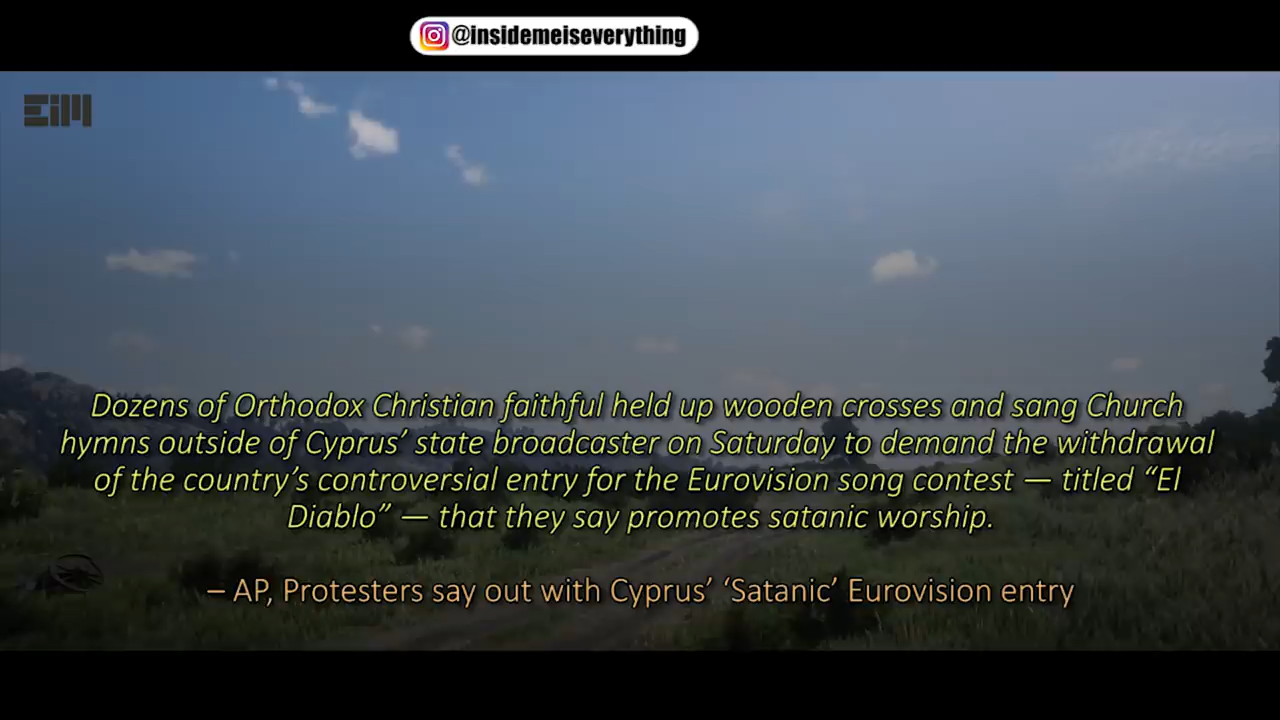 @insidemeiseverything
EiM
Dozens of Orthodox Christian faithful held up wooden crosses and sang Church
hymns outside of Cyprus’ state broadcaster on Saturday to demand the withdrawal
of the country’s controversial entry for the Eurovision song contest — titled “El
Diablo” — that they say promotes satanic worship.
– AP, Protesters say out with Cyprus’ ‘Satanic’ Eurovision entry